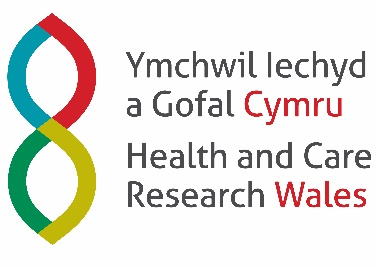 Ymchwil Iechyd
a Gofal Cymru
Health and Care
Research Wales